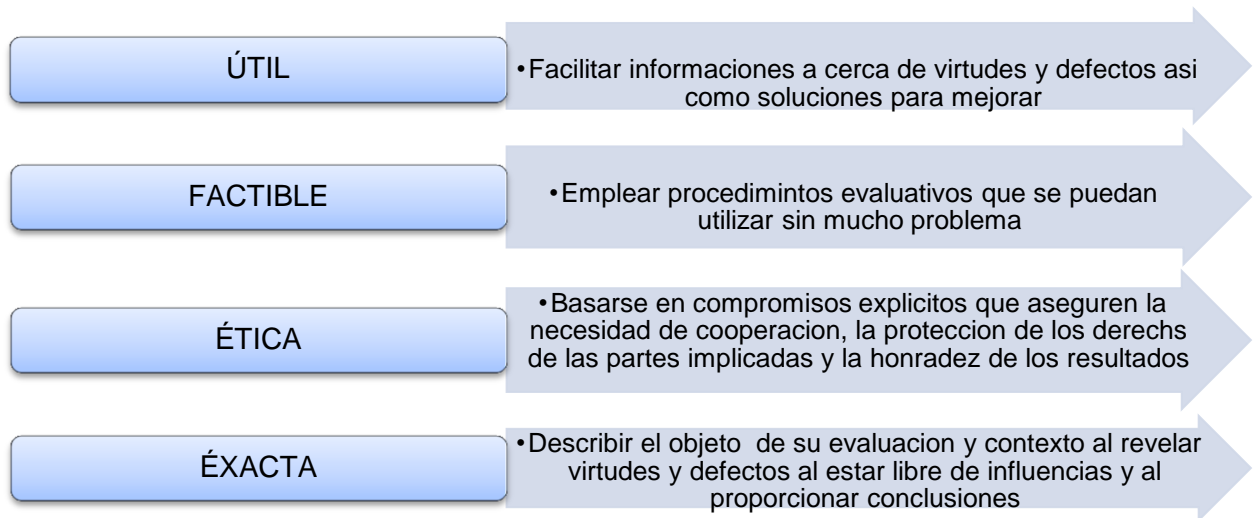 ÚTIL
•Facilitar informaciones a cerca de virtudes y defectos asi
como soluciones para mejorar
FACTIBLE
•Emplear procedimintos evaluativos que se puedan
utilizar sin mucho problema
ÉTICA
•Basarse en compromisos explicitos que aseguren la
necesidad de cooperacion, la proteccion de los derechs
de las partes implicadas y la honradez de los resultados
ÉXACTA
•Describir el objeto  de su evaluacion y contexto al revelar
virtudes y defectos al estar libre de influencias y al
proporcionar conclusiones